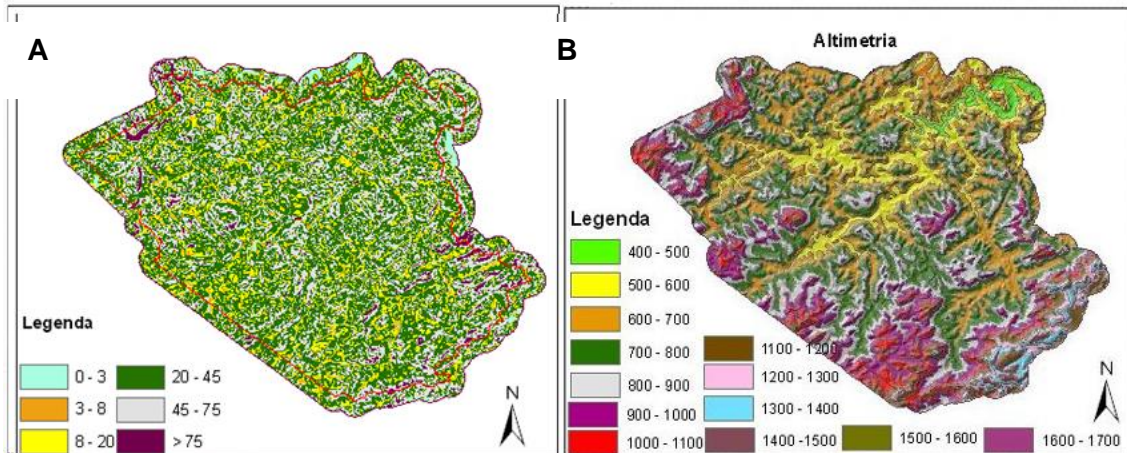 A
Legenda
0 - 3
3 - 8
8 - 20
20 - 45
45 - 75
> 75
N
B
Altimetria
Legenda
400 - 500
500 - 600
600 - 700
700 - 800
800 - 900
900 - 1000
1000 - 1100
1100 - 1200
1200 - 1300
1300 - 1400
1400 -1500
1500 - 1600
1600 - 1700
N